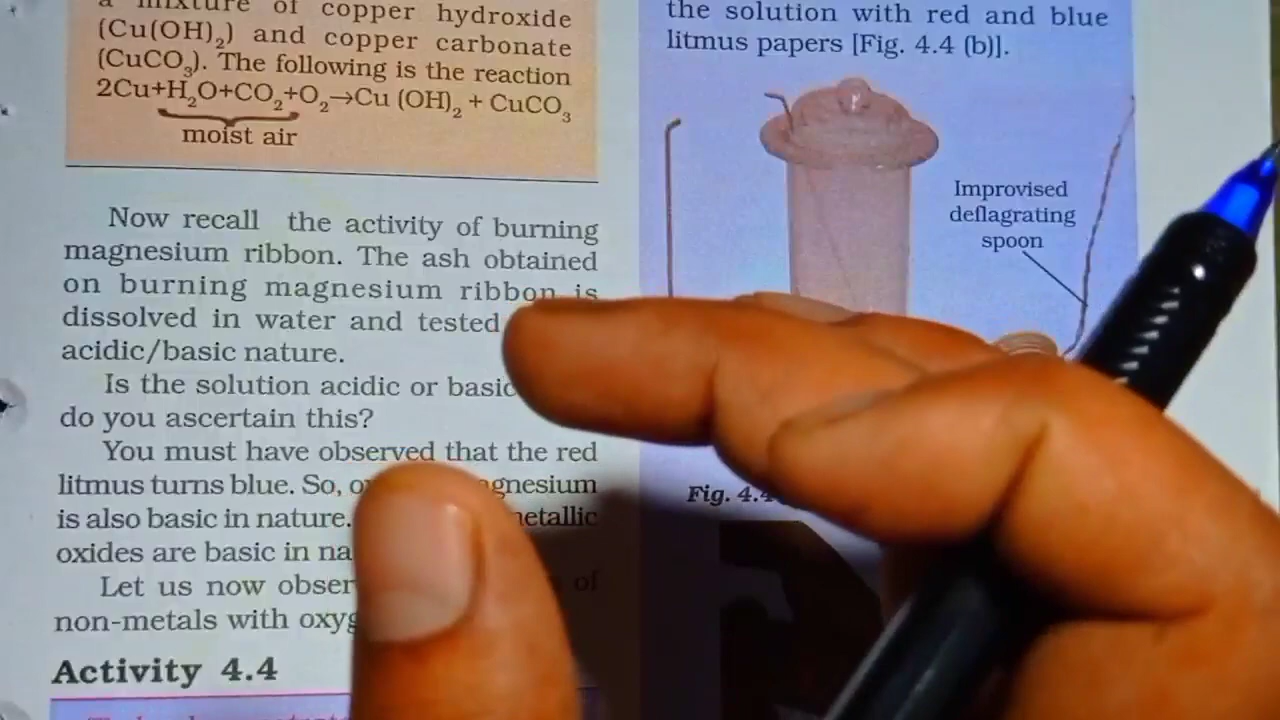 a mixture of copper hydroxide
(Cu(OH)₂) and copper carbonate
(CuCO₃). The following is the reaction
2Cu+H₂O+CO₂+O₂→Cu (OH)₂ + CuCO₃
moist air
Now recall the activity of burning
magnesium ribbon. The ash obtained
on burning magnesium ribbon is
dissolved in water and tested
acidic/basic nature.
Is the solution acidic or basic
do you ascertain this?
You must have observed that the red
litmus turns blue. So,
is also basic in nature.
oxides are basic in
Let us now of
non-metals with
Activity 4.4
the solution with red and blue
litmus papers [Fig. 4.4 (b)].
Improvised
deflagrating
spoon
Fig. 4.4